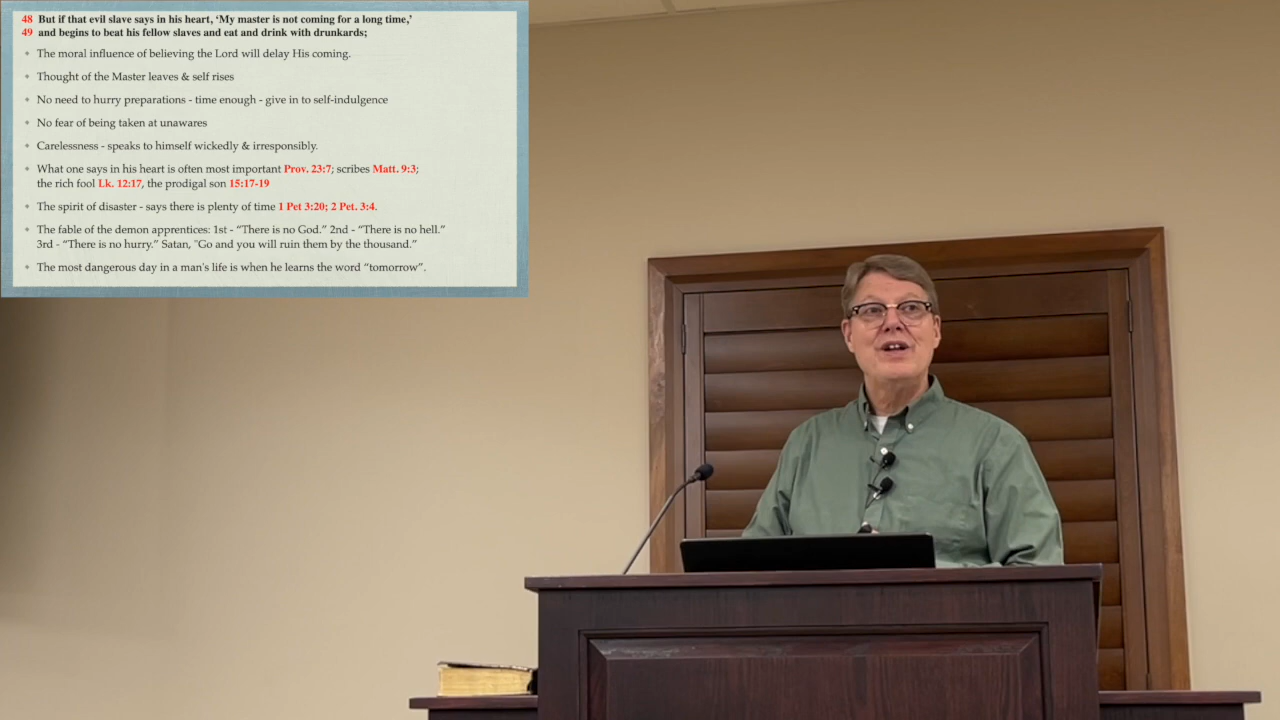 48 But if that evil slave says in his heart, ‘My master is not coming for a long time,’
49 and begins to beat his fellow slaves and eat and drink with drunkards;
The moral influence of believing the Lord will delay His coming.
Thought of the Master leaves & self rises
No need to hurry preparations - time enough - give in to self-indulgence
No fear of being taken at unawares
Carelessness - speaks to himself wickedly & irresponsibly.
What one says in his heart is often most important Prov. 23:7; scribes Matt. 9:3;
the rich fool Lk. 12:17, the prodigal son 15:17-19
The spirit of disaster - says there is plenty of time 1 Pet 3:20; 2 Pet. 3:4.
The fable of the demon apprentices: 1st - “There is no God.” 2nd - “There is no hell.”
3rd - “There is no hurry.” Satan, "Go and you will ruin them by the thousand.”
The most dangerous day in a man's life is when he learns the word “tomorrow”.